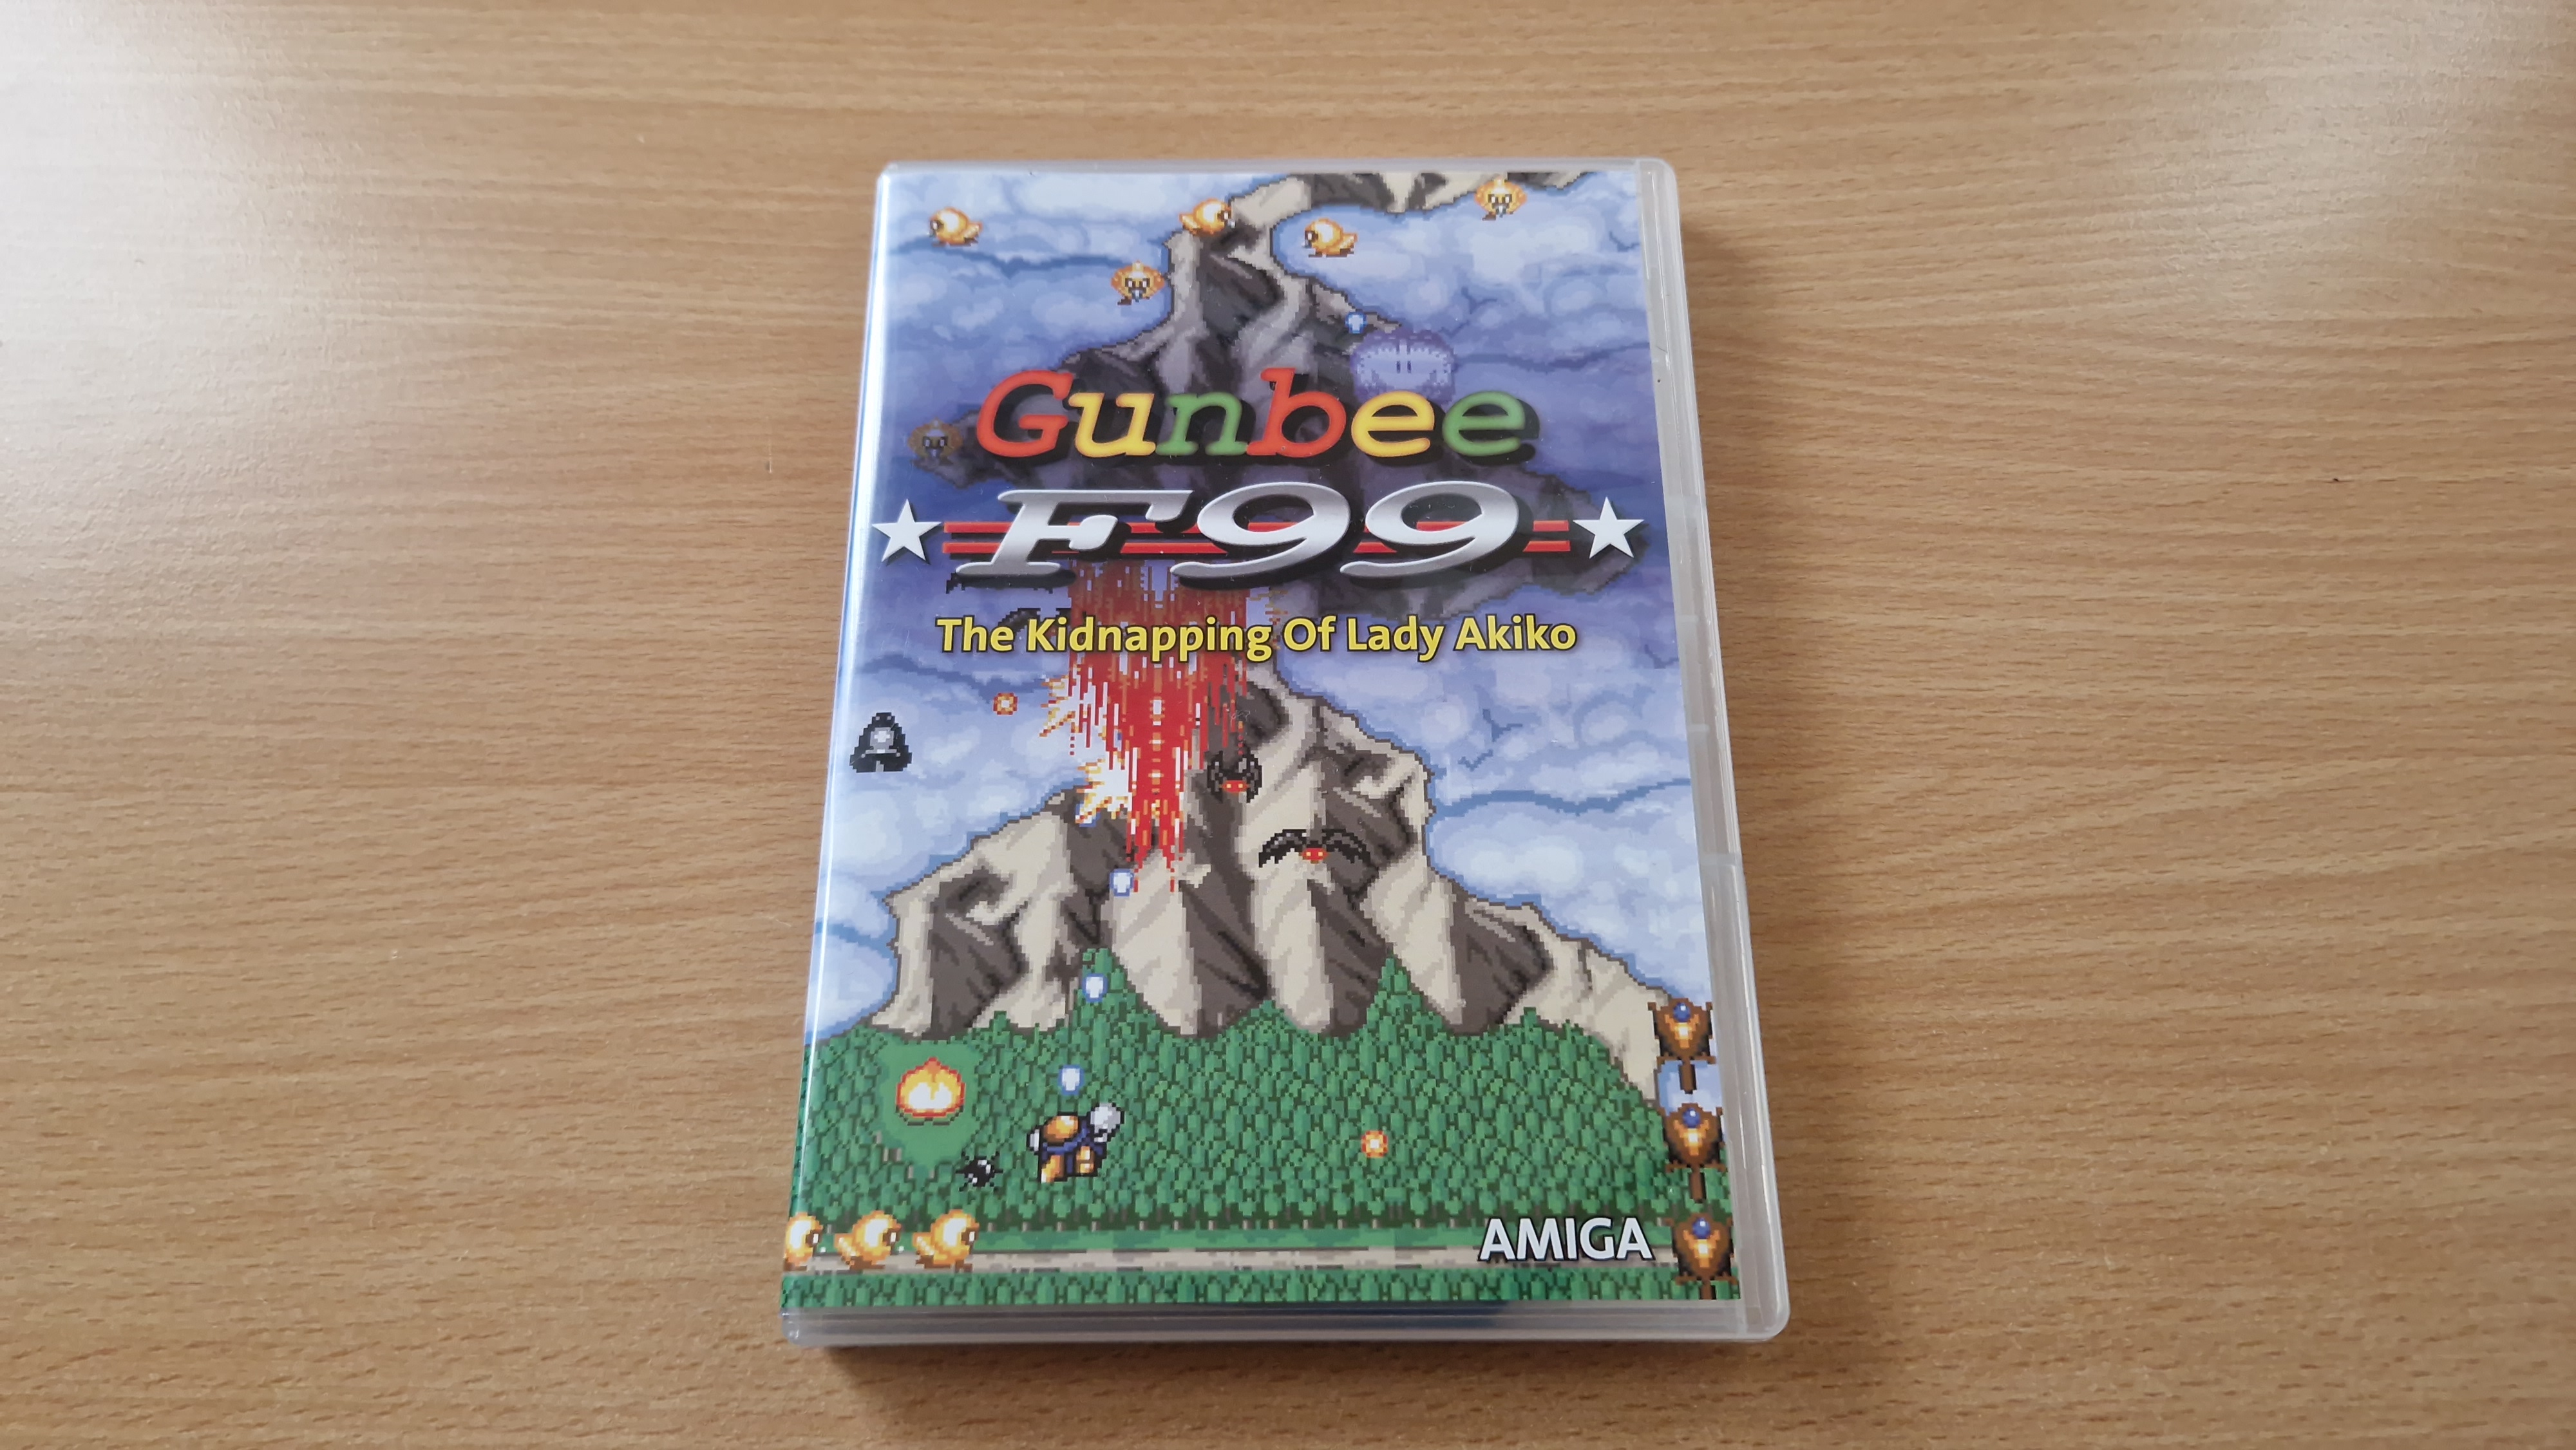 Gunbee
F99
The Kidnapping Of Lady Akiko
AMIGA